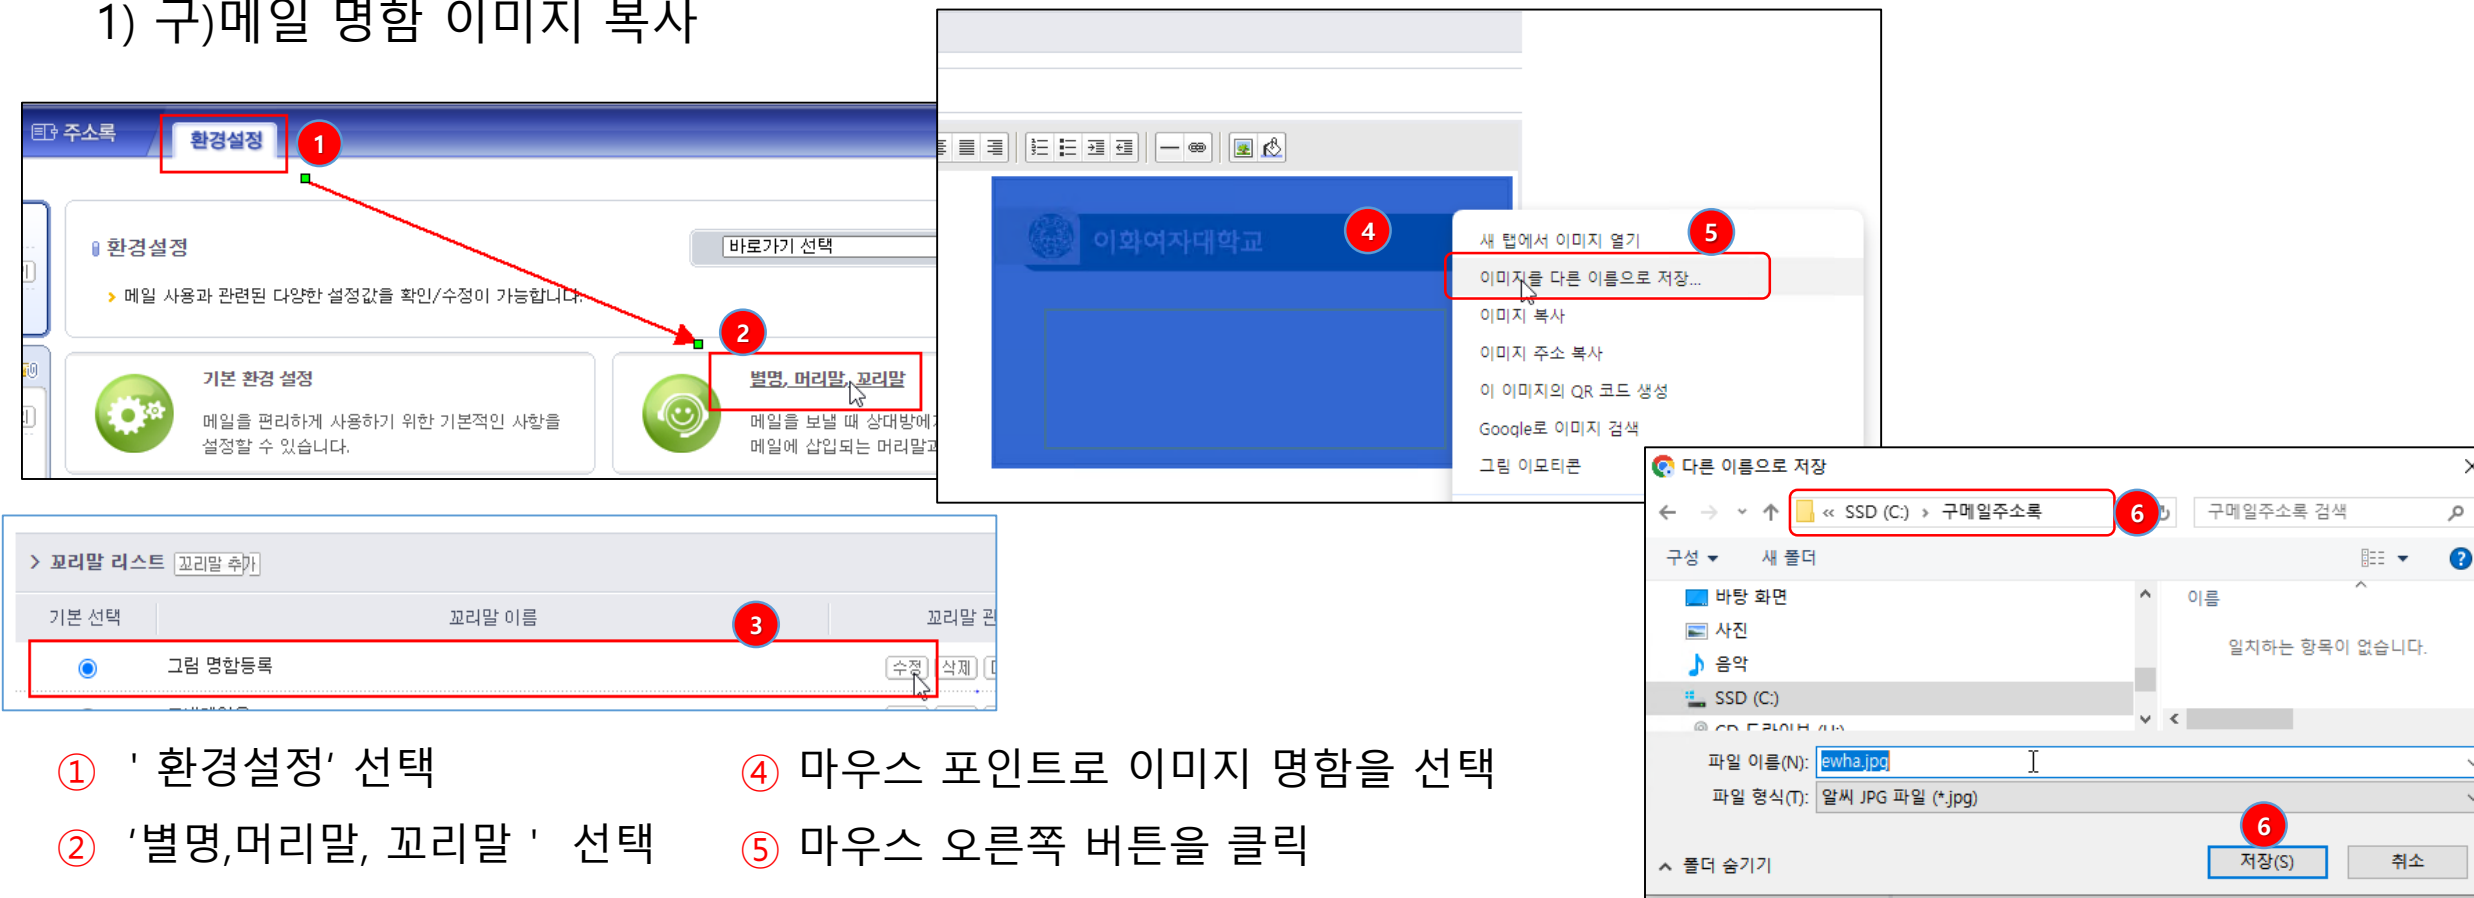 1) 구)메일 명함 이미지 복사
주소록
환경설정
1
환경설정
바로가기 선택
메일 사용과 관련된 다양한 설정값을 확인/수정이 가능합니다.
2
기본 환경 설정
메일을 편리하게 사용하기 위한 기본적인 사항을
설정할 수 있습니다.
별명, 머리말, 꼬리말
메일을 보낼 때 상대방에
메일에 삽입되는 머리말과
이화여자대학교
4
새 탭에서 이미지 열기
5
이미지를 다른 이름으로 저장...
이미지 복사
이미지 주소 복사
이 이미지의 QR 코드 생성
Google로 이미지 검색
그림 이모티콘
> 꼬리말 리스트 꼬리말 추가
기본 선택
꼬리말 이름
3
꼬리말 관
그림 명함등록
수정
삭제
다른 이름으로 저장
« SSD (C:) › 구메일주소록
6
구메일주소록 검색
구성
새 폴더
바탕 화면
사진
음악
SSD (C:)
이름
일치하는 항목이 없습니다.
파일 이름(N): ewha.jpg
파일 형식(T): 알씨 JPG 파일 (*.jpg)
6
폴더 숨기기
저장(S)
취소
① ' 환경설정’ 선택
② ‘별명,머리말, 꼬리말 ' 선택
④ 마우스 포인트로 이미지 명함을 선택
⑤ 마우스 오른쪽 버튼을 클릭